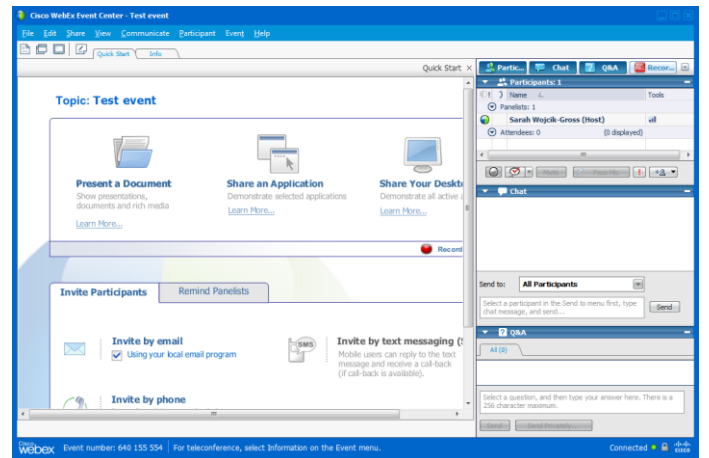 Cisco WebEx Event Center - Test event
File Edit Share View Communicate Participant Event Help
Quick Start Info
Quick Start ×
Partic... Chat Q&A Recor...
Participants: 1
Name Tools
Panelists: 1
Sarah Wojcik-Gross (Host)
Attendees: 0 (0 displayed)
Mute Pass Mic
Topic: Test event
Present a Document
Show presentations,
documents and rich media
Learn More...
Share an Application
Demonstrate selected applications
Learn More...
Share Your Deskt
Demonstrate all active a
Learn More...
Record
Invite Participants Remind Panelists
Invite by email
Using your local email program
SMS
Invite by text messaging (S
Mobile users can reply to the text
message and receive a call-back
(if call-back is available).
Invite by phone
Chat
Send to: All Participants
Select a participant in the Send to menu first, type
chat message, and send...
Send
Q&A
All (0)
Select a question, and then type your answer here. There is a
256 character maximum.
Send Send Privately...
Cisco
webex Event number: 640 155 554 For teleconference, select Information on the Event menu.
Connected
CISCO